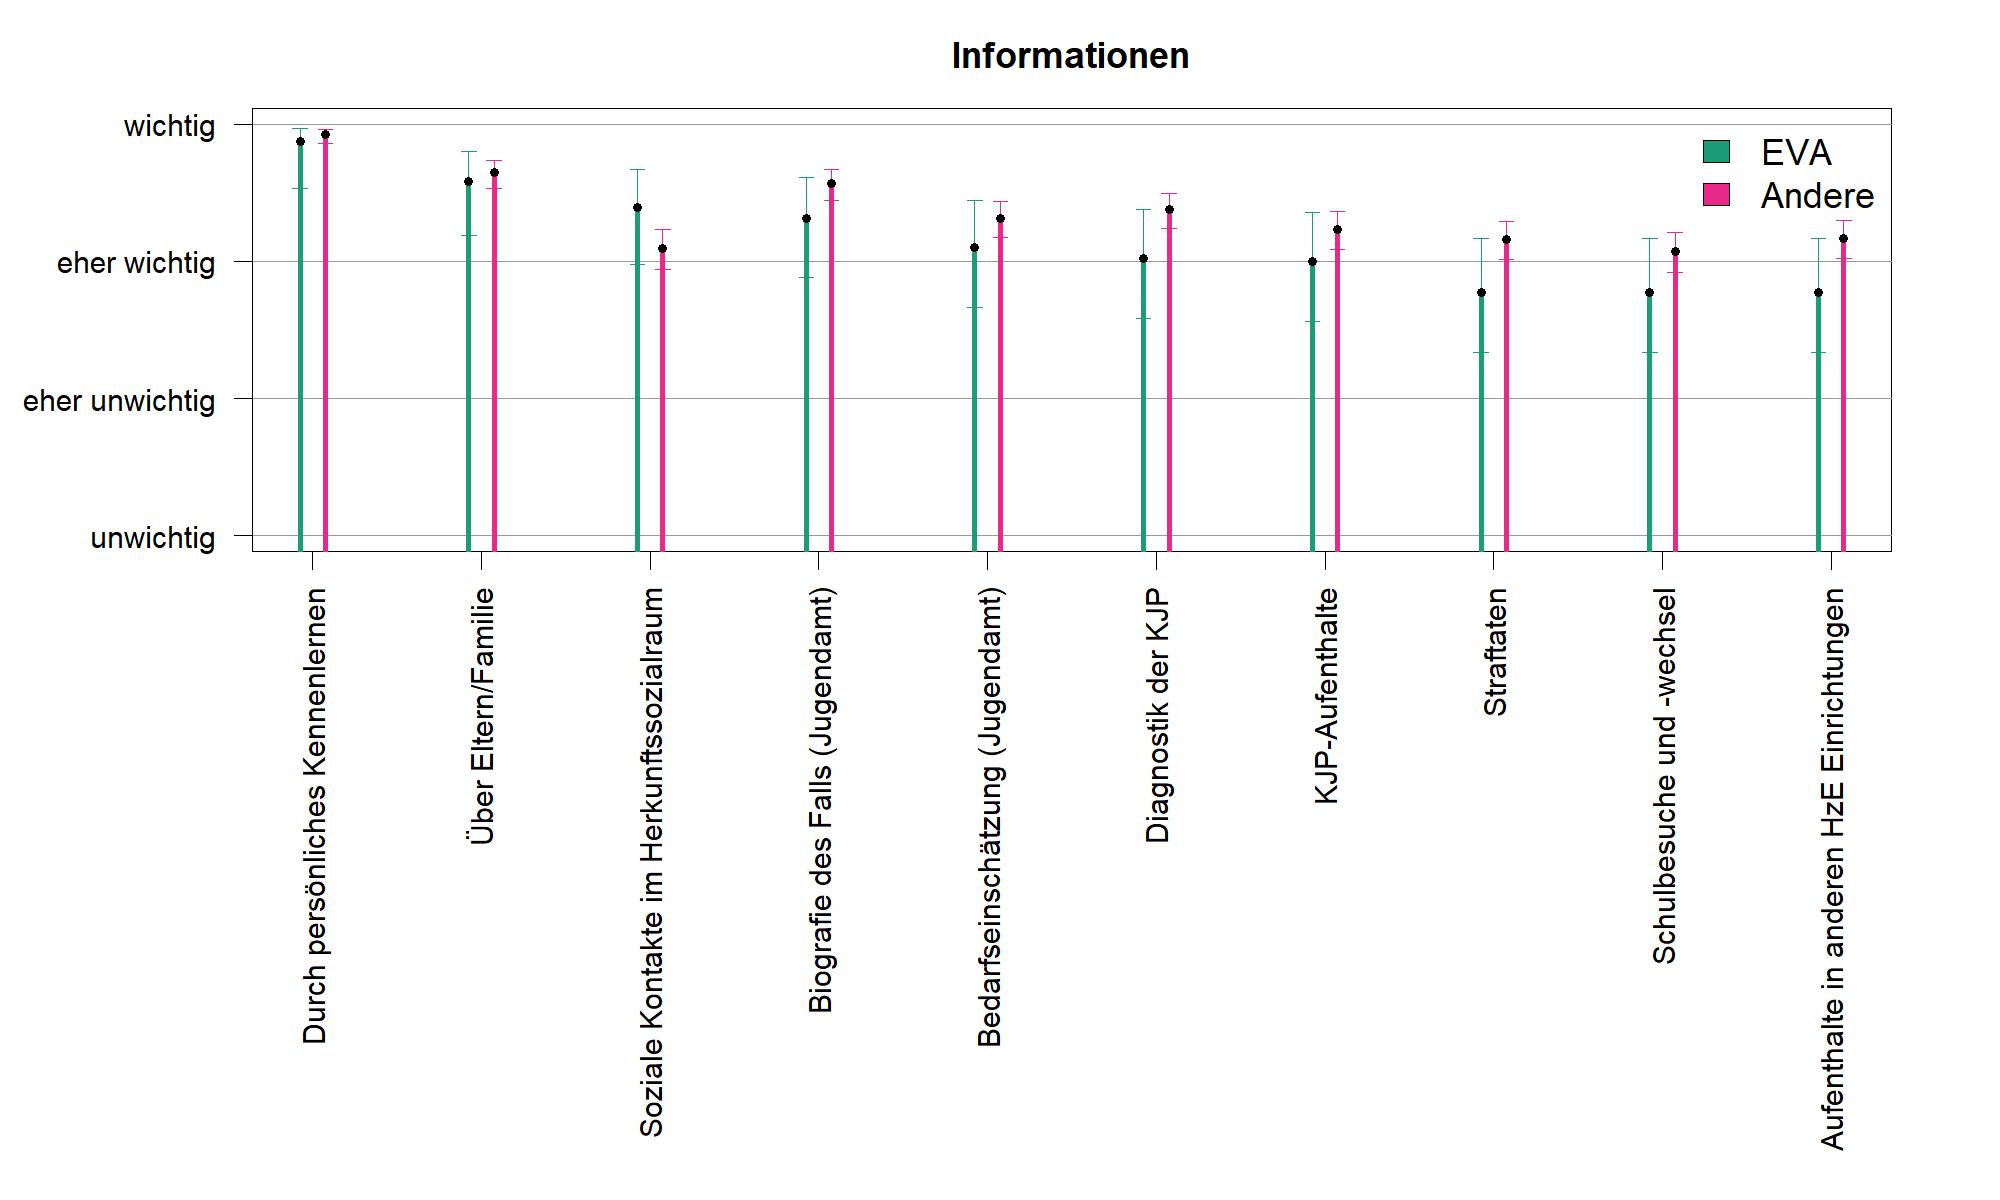 Informationen
wichtig
eher wichtig
eher unwichtig
unwichtig
EVA
Andere
Durch persönliches Kennenlernen
Über Eltern/Familie
Soziale Kontakte im Herkunftssozialraum
Biografie des Falls (Jugendamt)
Bedarfseinschätzung (Jugendamt)
Diagnostik der KJP
KJP-Aufenthalte
Straftaten
Schulbesuche und -wechsel
Aufenthalte in anderen HzE Einrichtungen